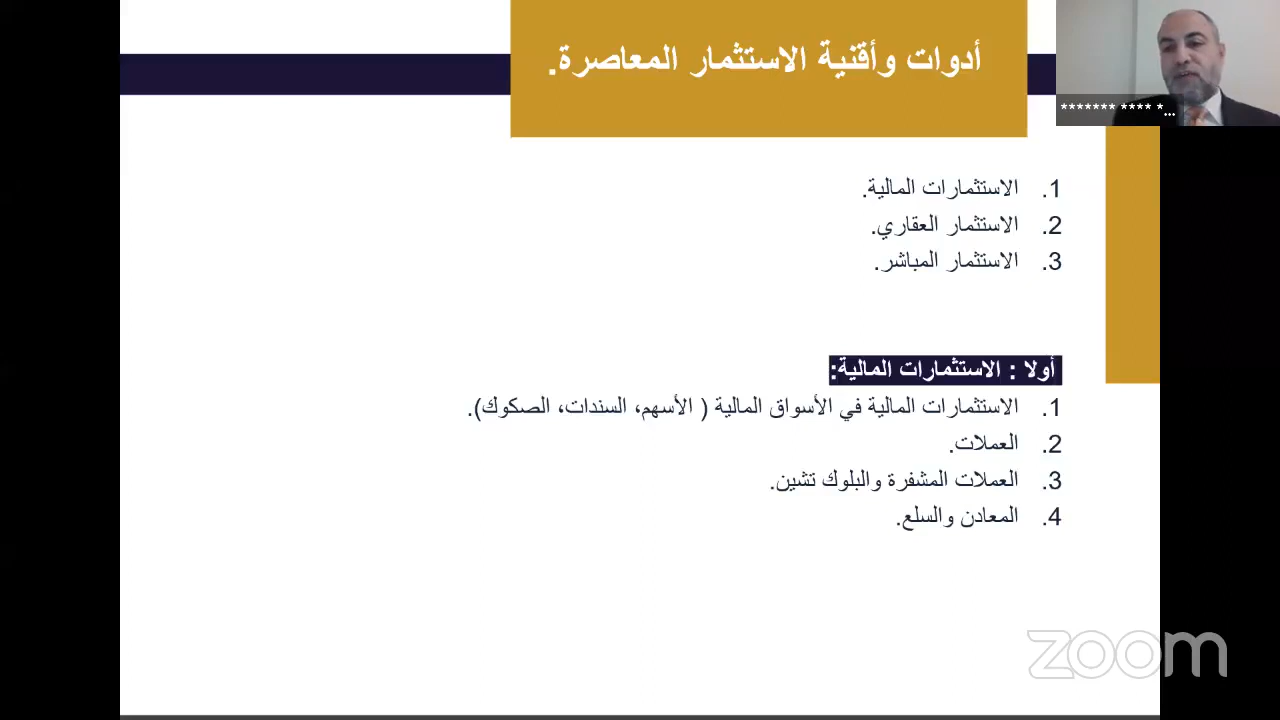 أدوات وأقنية الاستثمار المعاصرة.
******* **** *...
1. الاستثمارات المالية.
2. الاستثمار العقاري.
3. الاستثمار المباشر.
أولا : الاستثمارات المالية:
1. الاستثمارات المالية في الأسواق المالية ( الأسهم، السندات، الصكوك).
2. العملات.
3. العملات المشفرة والبلوك تشين.
4. المعادن والسلع.
zoom